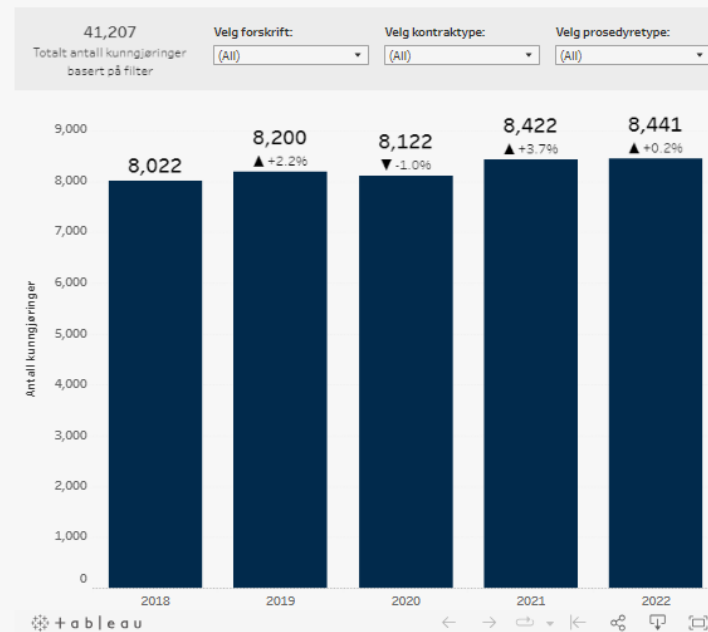 41,207
Totalt antall kunngjøringer
basert på filter
Velg forskrift:
(All)
Velg kontraktype:
(All)
Velg prosedyretype:
(All)
Antall kunngjøringer
9,000
8,000
7,000
6,000
5,000
4,000
3,000
2,000
1,000
0
8,022
8,200
▲ +2.2%
8,122
▼ -1.0%
8,422
▲ +3.7%
8,441
▲ +0.2%
2018
2019
2020
2021
2022
+ a b | e a u